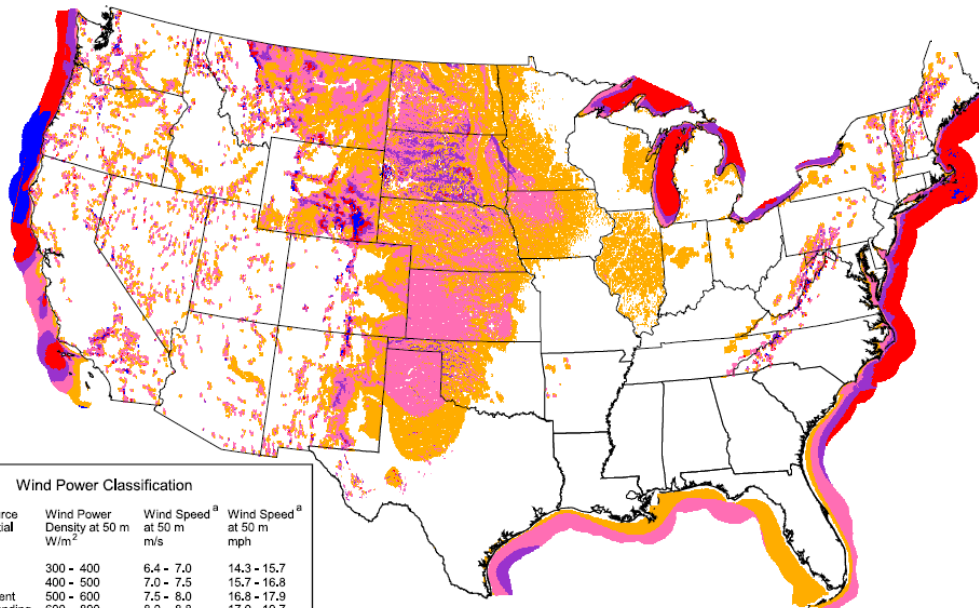 Wind Power Classification
Wind Power Wind Speed a Wind Speed a
Density at 50 m at 50 m at 50 m
W/m2 m/s mph
300 - 400 6.4 - 7.0 14.3 - 15.7
400 - 500 7.0 - 7.5 15.7 - 16.8
500 - 600 7.5 - 8.0 16.8 - 17.9